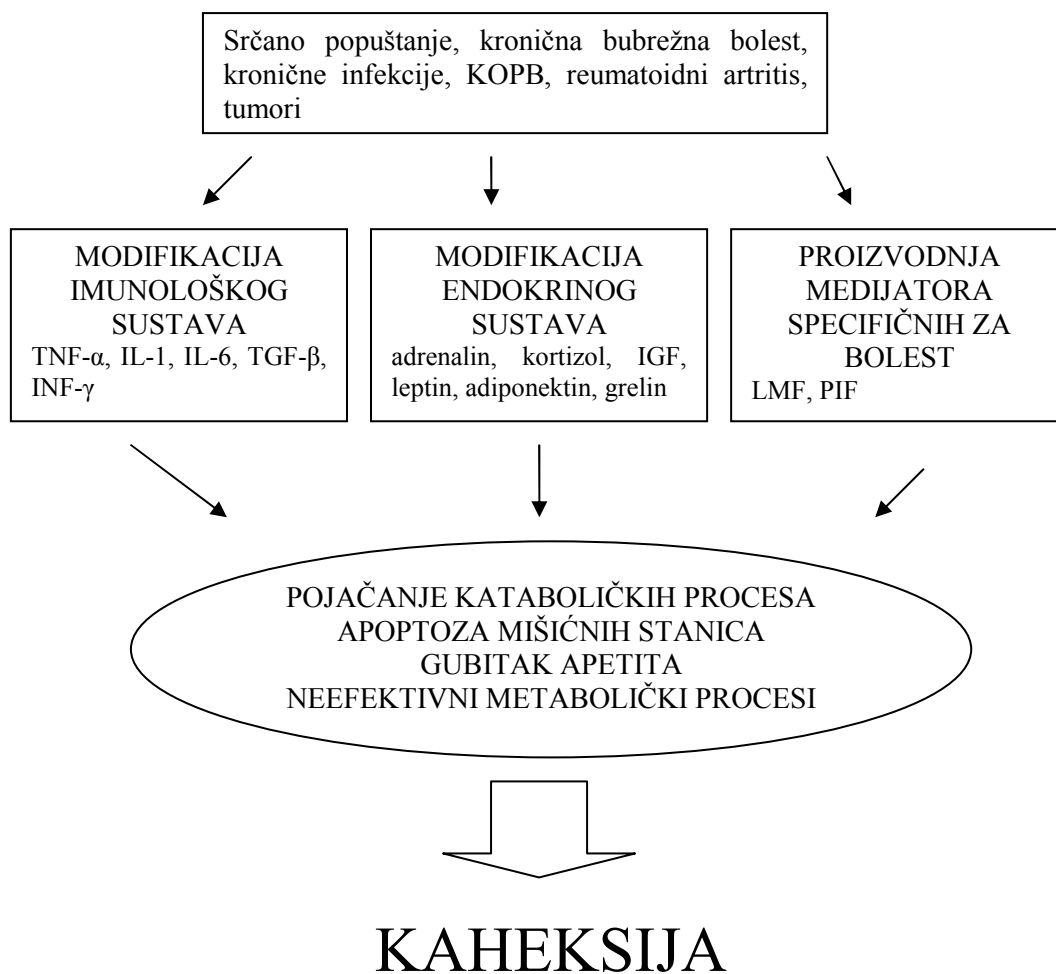 Srčano popuštanje, kronična bubrežna bolest,
kronične infekcije, KOPB, reumatoidni artritis,
tumori
MODIFIKACIJA
IMUNOLOŠKOG
SUSTAVA
TNF-α, IL-1, IL-6, TGF-β,
INF-γ
MODIFIKACIJA
ENDOKRINOG
SUSTAVA
adrenalin, kortizol, IGF,
leptin, adiponektin, grelin
PROIZVODNJA
MEDIJATORA
SPECIFIČNIH ZA
BOLEST
LMF, PIF
POJAČANJE KATABOLIČKIH PROCESA
APOPTOZA MIŠIĆNIH STANICA
GUBITAK APETITA
NEEFEKTIVNI METABOLIČKI PROCESI
KAHEKSIJA